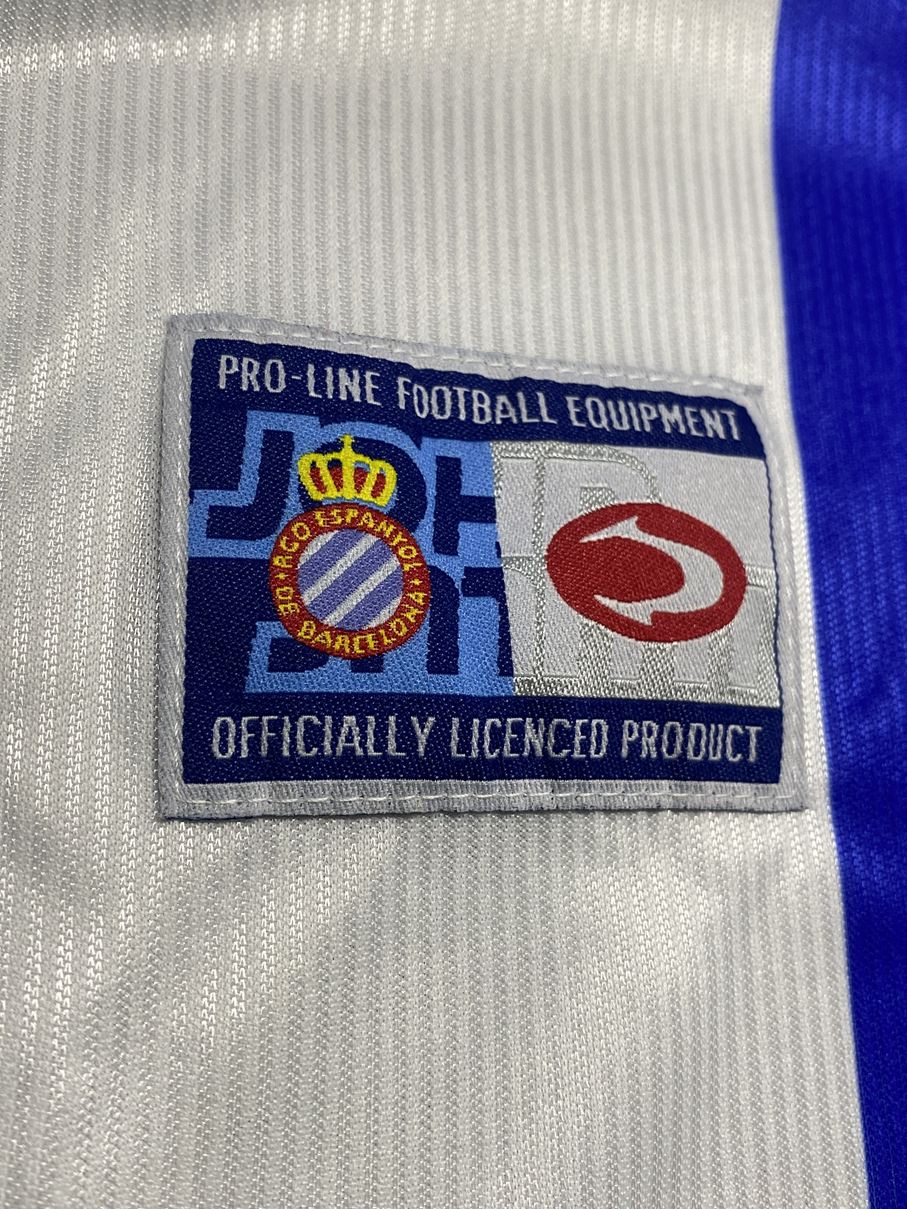 PRO-LINE FOOTBALL EQUIPMENT
RCD ESPANYOL
DE BARCELONA
OFFICIALLY LICENCED PRODUCT